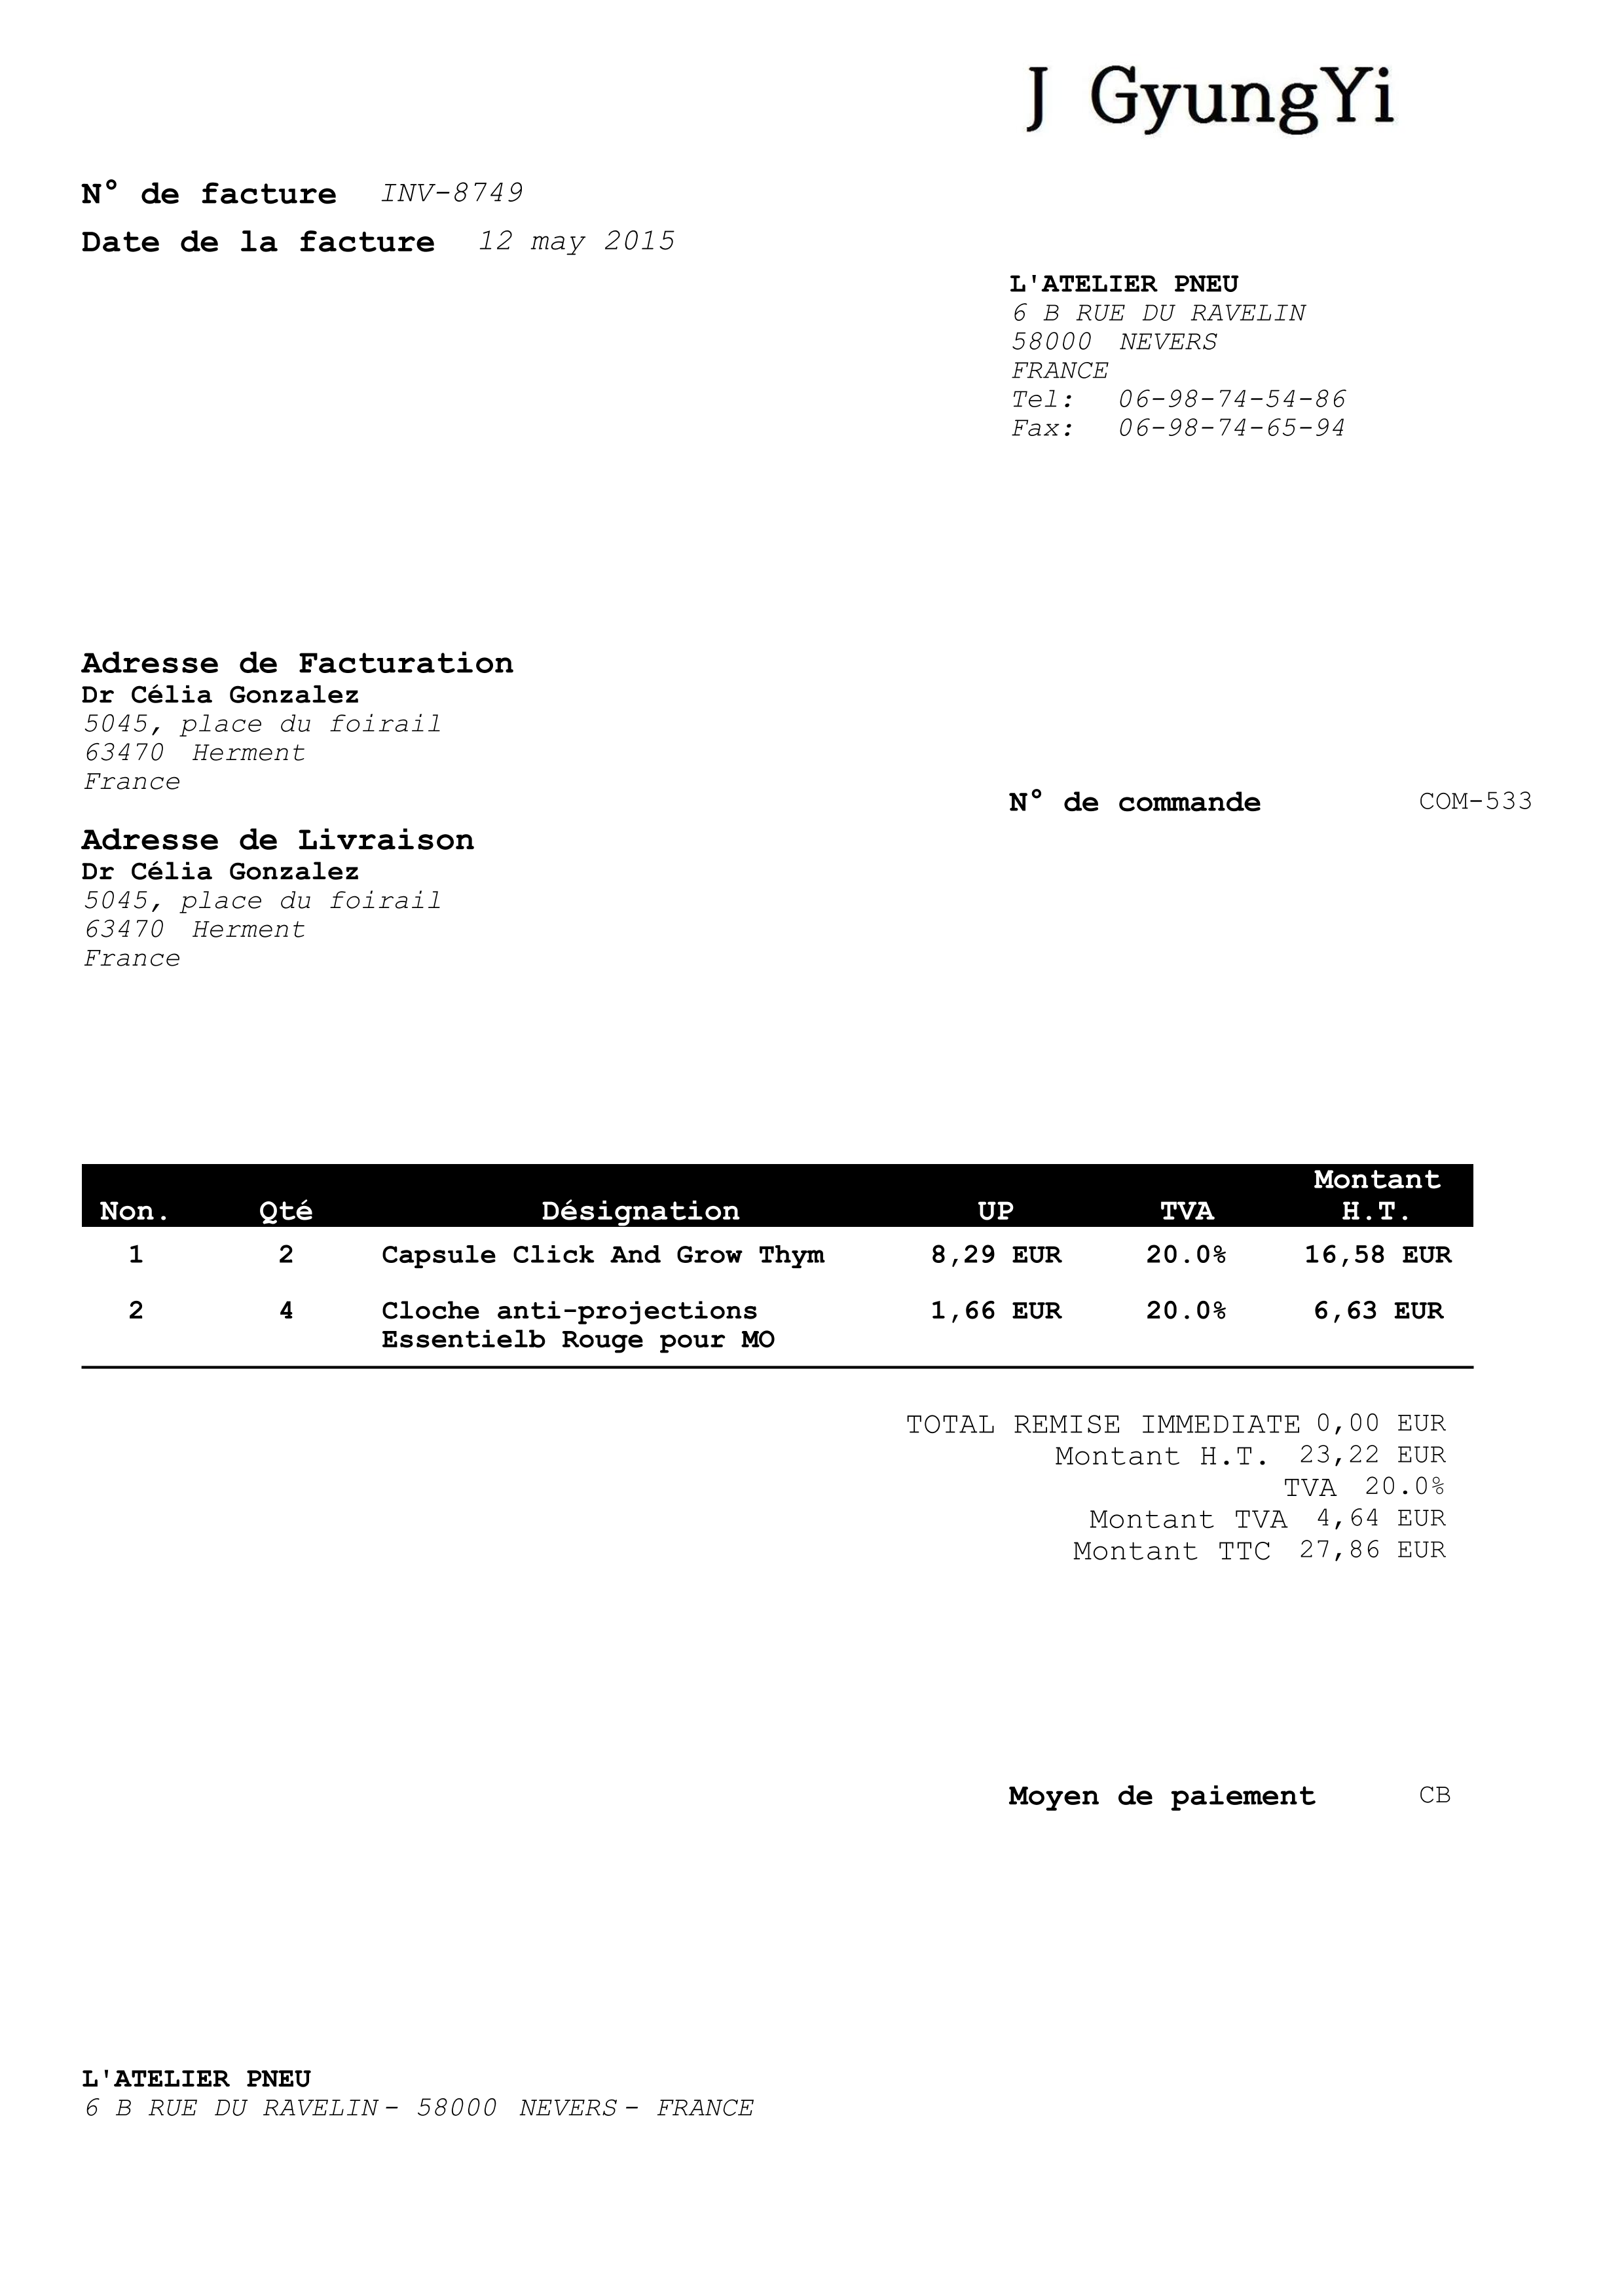 J GyungYi
N° de facture INV-8749
Date de la facture 12 may 2015
L'ATELIER PNEU
6 B RUE DU RAVELIN
58000 NEVERS
FRANCE
Tel: 06-98-74-54-86
Fax: 06-98-74-65-94
Adresse de Facturation
Dr Célia Gonzalez
5045, place du foirail
63470 Herment
France
N° de commande COM-533
Adresse de Livraison
Dr Célia Gonzalez
5045, place du foirail
63470 Herment
France
Non. Qté Désignation UP TVA Montant H.T.
1 2 Capsule Click And Grow Thym 8,29 EUR 20.0% 16,58 EUR
2 4 Cloche anti-projections 1,66 EUR 20.0% 6,63 EUR
Essentielb Rouge pour MO
TOTAL REMISE IMMEDIATE 0,00 EUR
Montant H.T. 23,22 EUR
TVA 20.0%
Montant TVA 4,64 EUR
Montant TTC 27,86 EUR
Moyen de paiement CB
L'ATELIER PNEU
6 B RUE DU RAVELIN - 58000 NEVERS - FRANCE